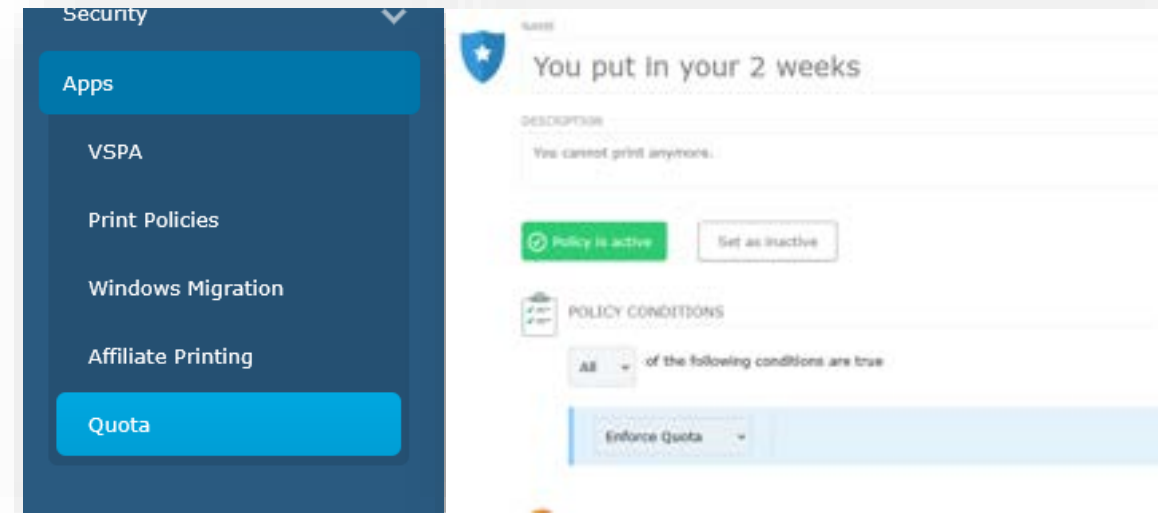 Security
Apps
VSPA
Print Policies
Windows Migration
Affiliate Printing
Quota
NAME
You put in your 2 weeks
DESCRIPTION
You cannot print anymore.
Policy is active
Set as inactive
POLICY CONDITIONS
All of the following conditions are true
Enforce Quota